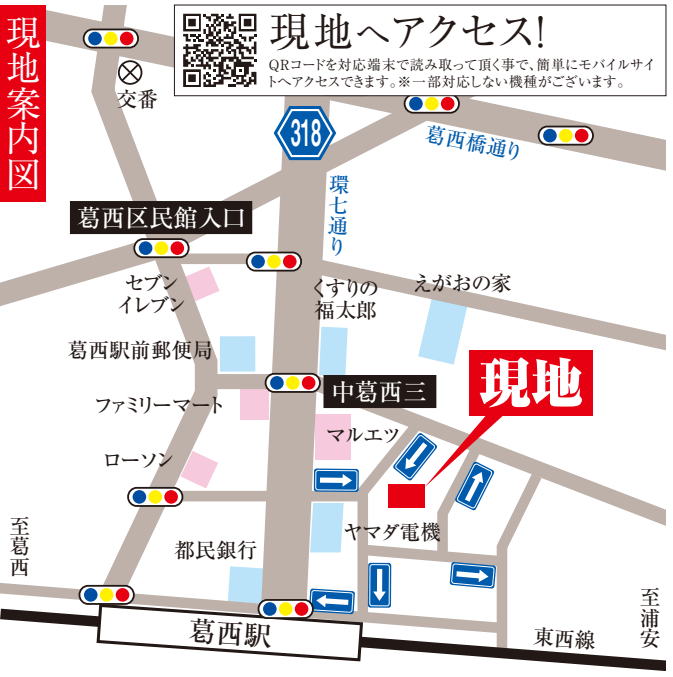 現地案内図
現地へアクセス!
QRコードを対応端末で読み取って頂く事で、簡単にモバイルサイ
トへアクセスできます。※一部対応しない機種がございます。
交番
318
葛西橋通り
環七通り
葛西区民館入口
セブン
イレブン
くすりの
福太郎
えがおの家
葛西駅前郵便局
中葛西三
現地
ファミリーマート
マルエツ
ローソン
ヤマダ電機
至葛西
都民銀行
至浦安
葛西駅
東西線